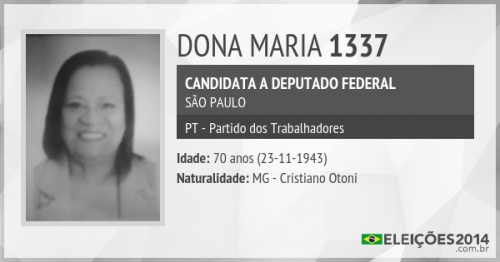 DONA MARIA 1337
CANDIDATA A DEPUTADO FEDERAL
SÃO PAULO
PT - Partido dos Trabalhadores
Idade: 70 anos (23-11-1943)
Naturalidade: MG - Cristiano Otoni
ELEIÇÕES2014
.com.br